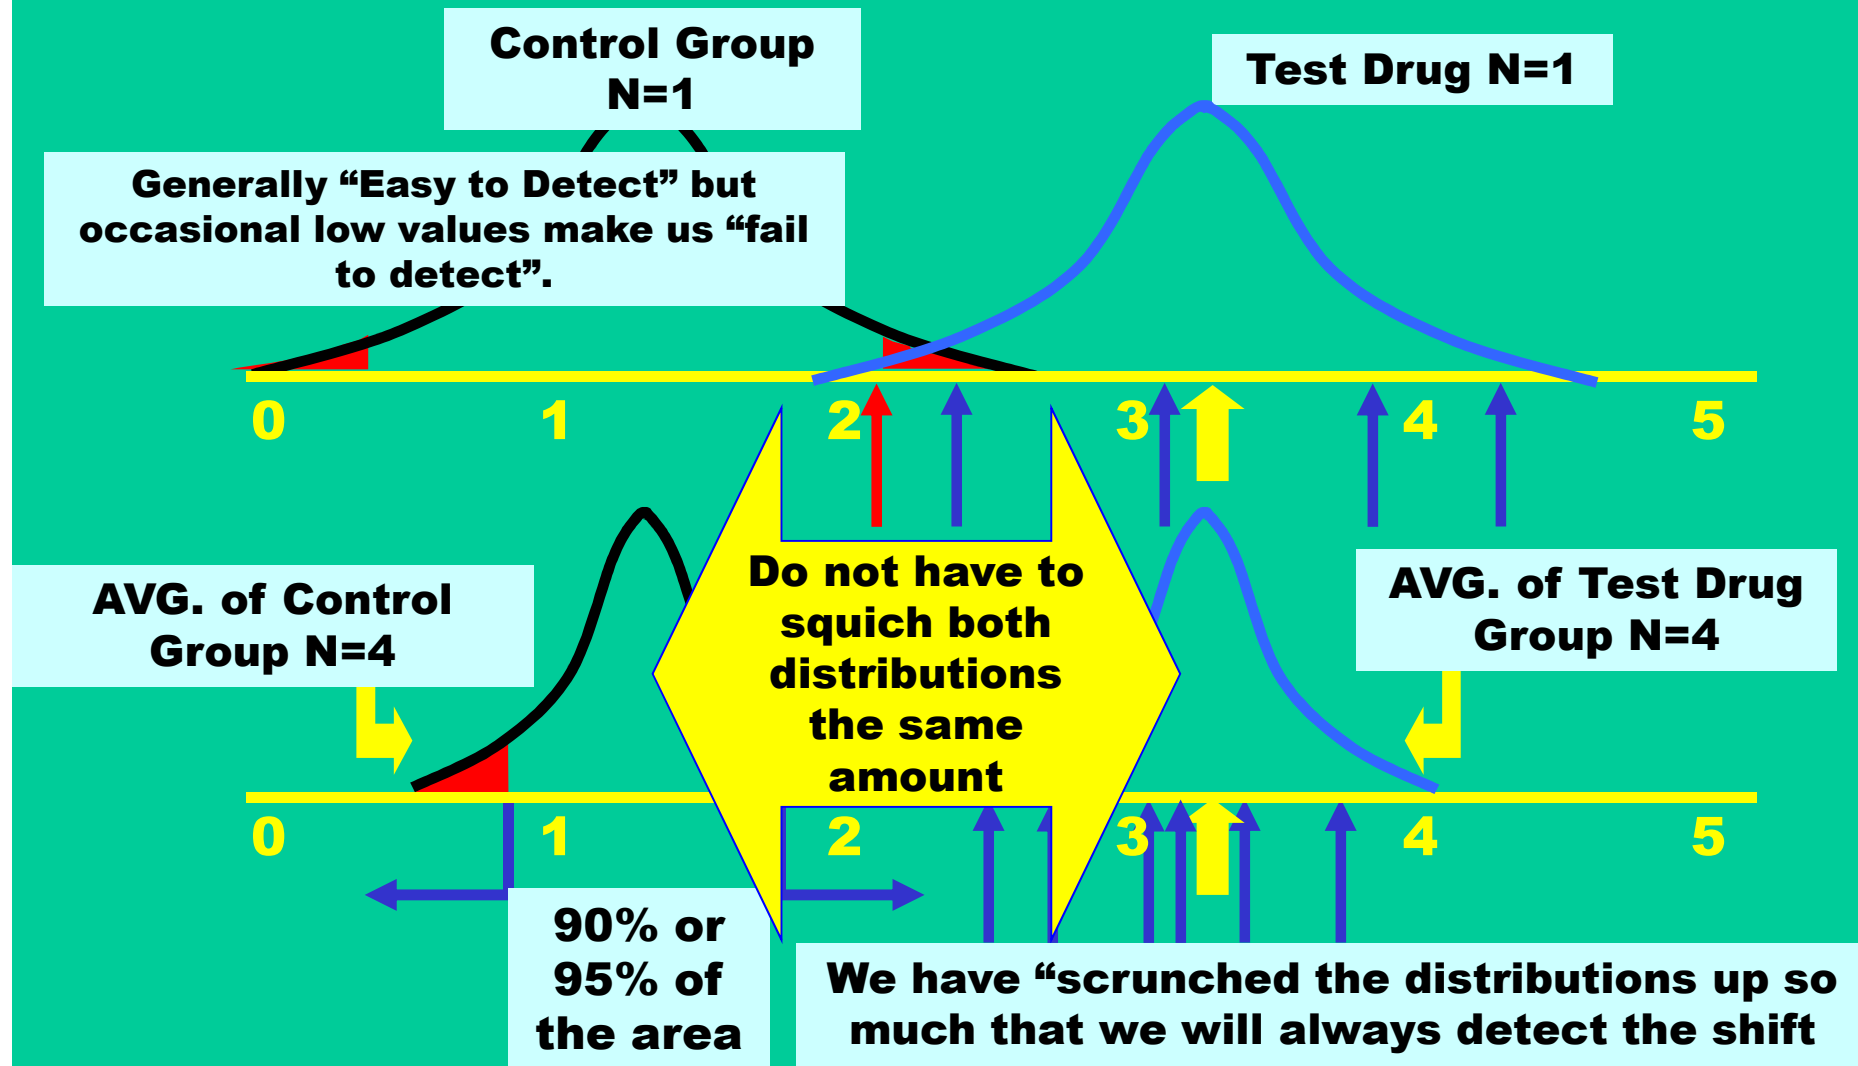 Control Group
N=1
Test Drug N=1
Generally “Easy to Detect” but
occasional low values make us “fail
to detect”.
0 1 2 3 4 5
Do not have to
squich both
distributions
the same
amount
AVG. of Control
Group N=4
AVG. of Test Drug
Group N=4
0 1 2 3 4 5
90% or
95% of
the area
We have “scrunched the distributions up so
much that we will always detect the shift